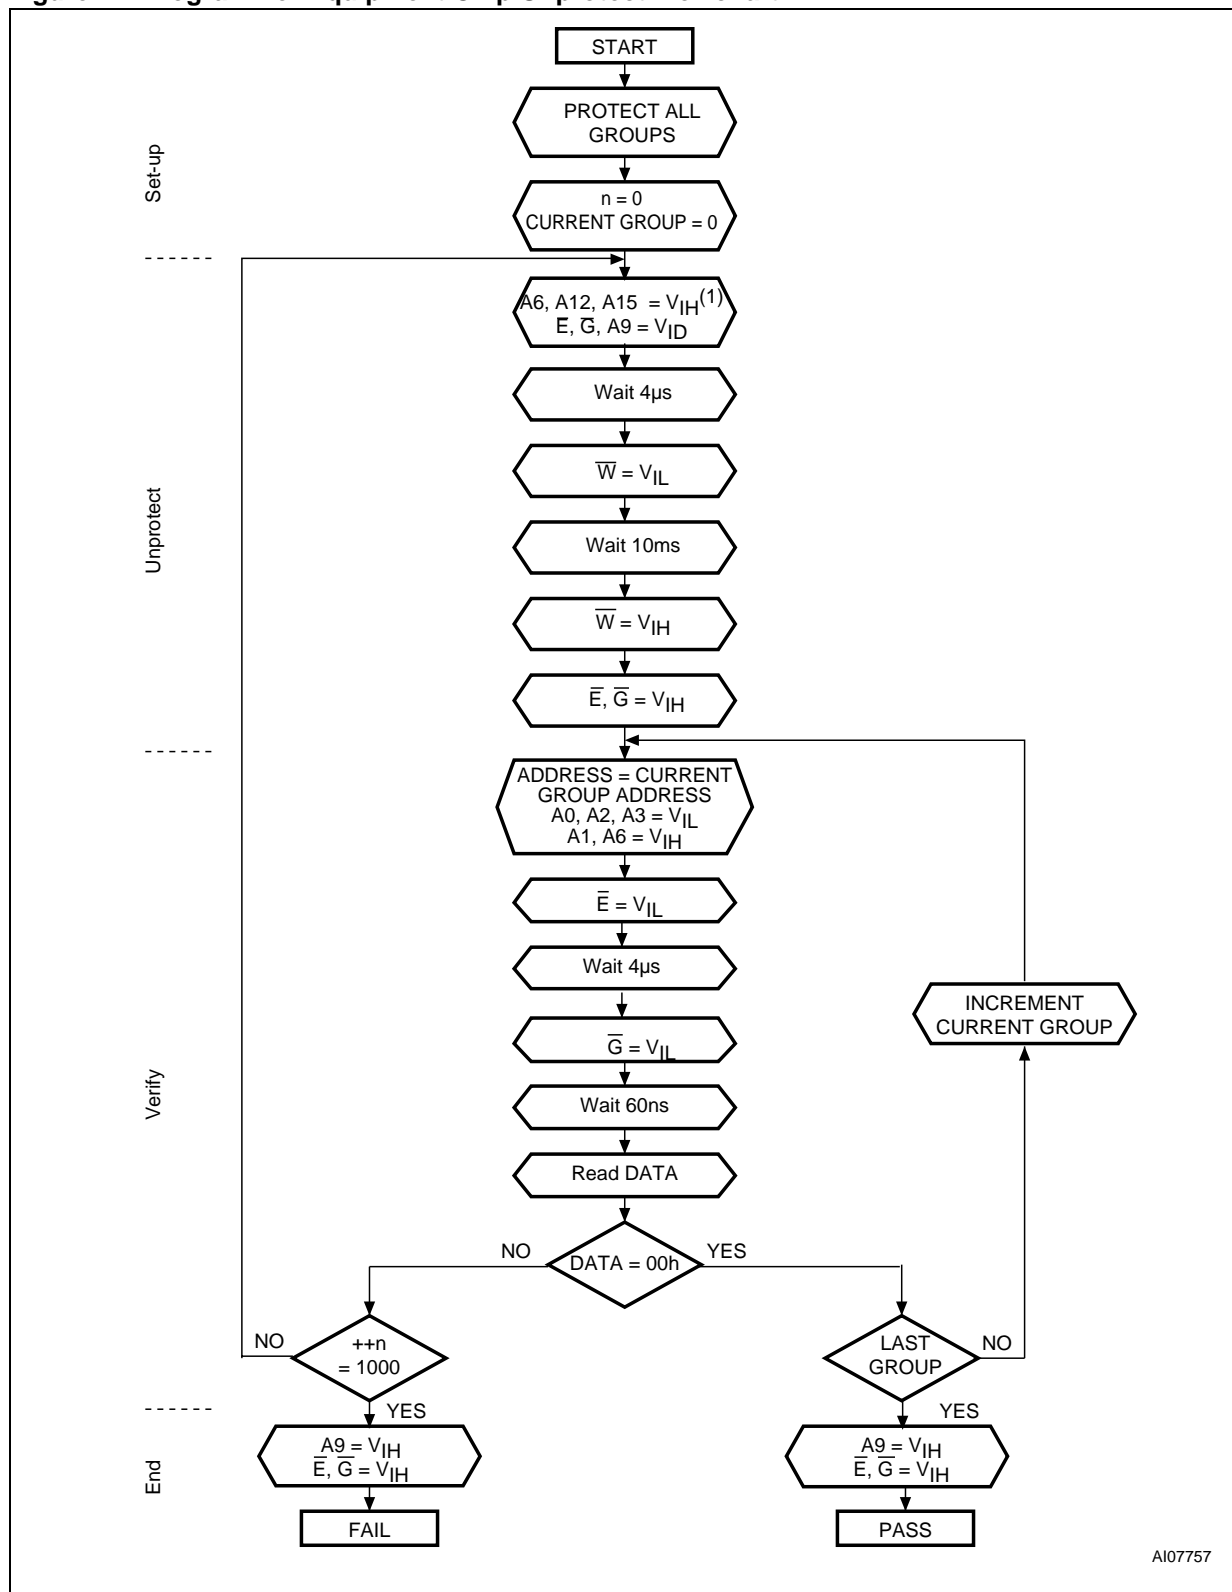 START
PROTECT ALL
GROUPS
Set-up
n = 0
CURRENT GROUP = 0
A6, A12, A15 = VIH(1)
E̅, G̅, A9 = VID
Wait 4µs
W̅ = VIL
Unprotect
Wait 10ms
W̅ = VIH
E̅, G̅ = VIH
ADDRESS = CURRENT
GROUP ADDRESS
A0, A2, A3 = VIL
A1, A6 = VIH
E̅ = VIL
Wait 4µs
INCREMENT
CURRENT GROUP
G̅ = VIL
Verify
Wait 60ns
Read DATA
NO
DATA = 00h
YES
NO
++n
= 1000
LAST
GROUP
NO
YES
YES
End
A9 = VIH
E̅, G̅ = VIH
A9 = VIH
E̅, G̅ = VIH
FAIL
PASS
AI07757